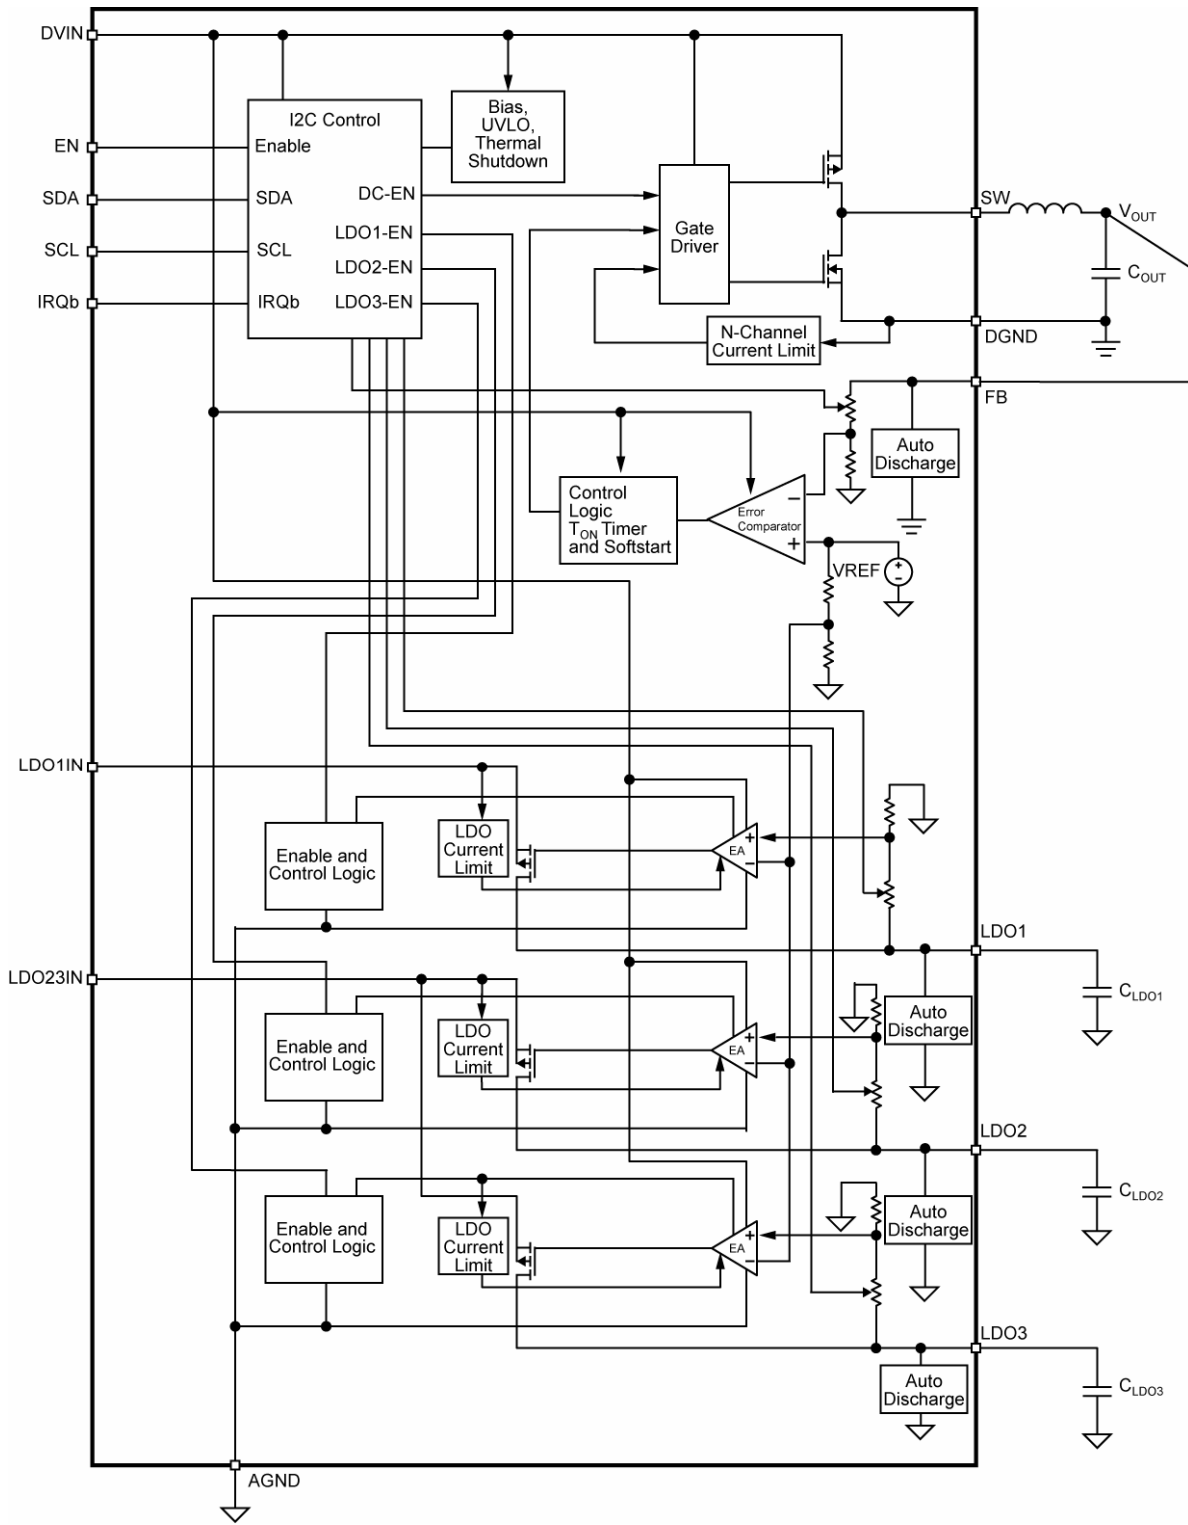 DVIN
I2C Control
Bias,
UVLO,
Thermal
Shutdown
EN
Enable
SDA
SDA
DC-EN
SW
VOUT
LDO1-EN
Gate
Driver
SCL
SCL
LDO2-EN
COUT
IRQb
IRQb
LDO3-EN
N-Channel
Current Limit
DGND
FB
Auto
Discharge
Control
Logic
TON Timer
and Softstart
Error
Comparator
−
+
VREF
+
−
LDO1IN
Enable and
Control Logic
LDO
Current
Limit
EA
+
−
LDO1
LDO23IN
CLDO1
Enable and
Control Logic
LDO
Current
Limit
EA
+
−
Auto
Discharge
LDO2
CLDO2
Enable and
Control Logic
LDO
Current
Limit
EA
+
−
Auto
Discharge
LDO3
Auto
Discharge
CLDO3
AGND